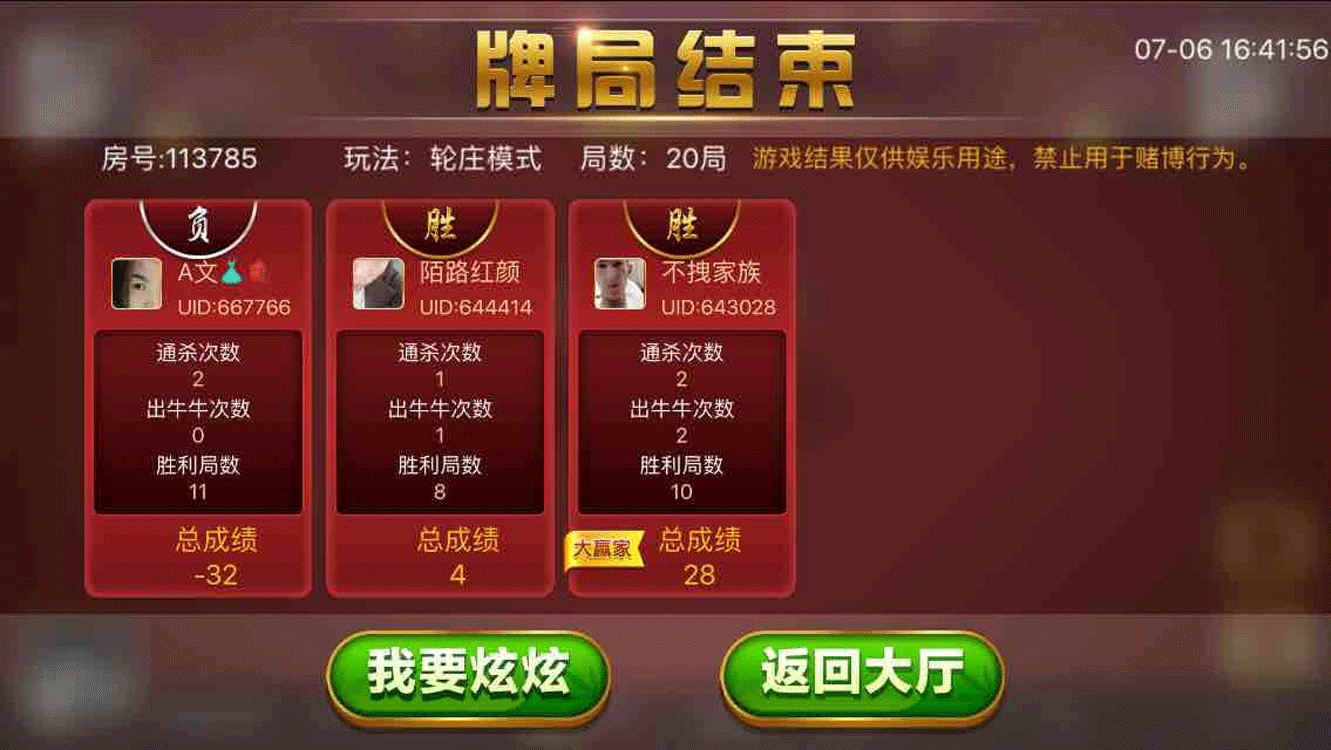 牌局结束
07-06 16:41:56
房号:113785 玩法：轮庄模式 局数：20局 游戏结果仅供娱乐用途，禁止用于赌博行为。
负
A文
UID:667766
通杀次数
2
出牛牛次数
0
胜利局数
11
总成绩
-32
胜
陌路红颜
UID:644414
通杀次数
1
出牛牛次数
1
胜利局数
8
总成绩
4
胜
不拽家族
UID:643028
通杀次数
2
出牛牛次数
2
胜利局数
10
大赢家
总成绩
28
我要炫炫
返回大厅